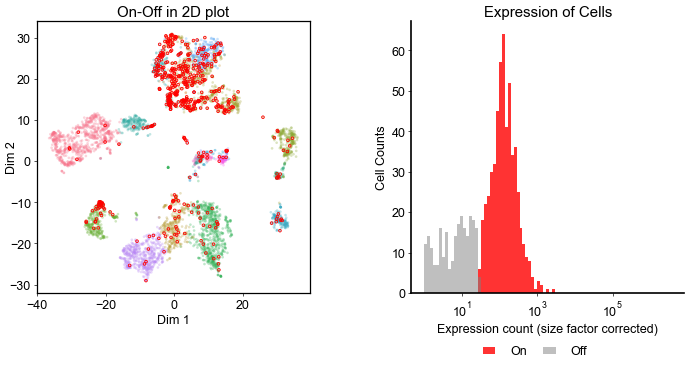 On-Off in 2D plot
Expression of Cells
Dim 2
30
20
10
0
−10
−20
−30
−40
−20
0
20
Dim 1
Cell Counts
60
50
40
30
20
10
0
10^1
10^3
10^5
Expression count (size factor corrected)
On
Off